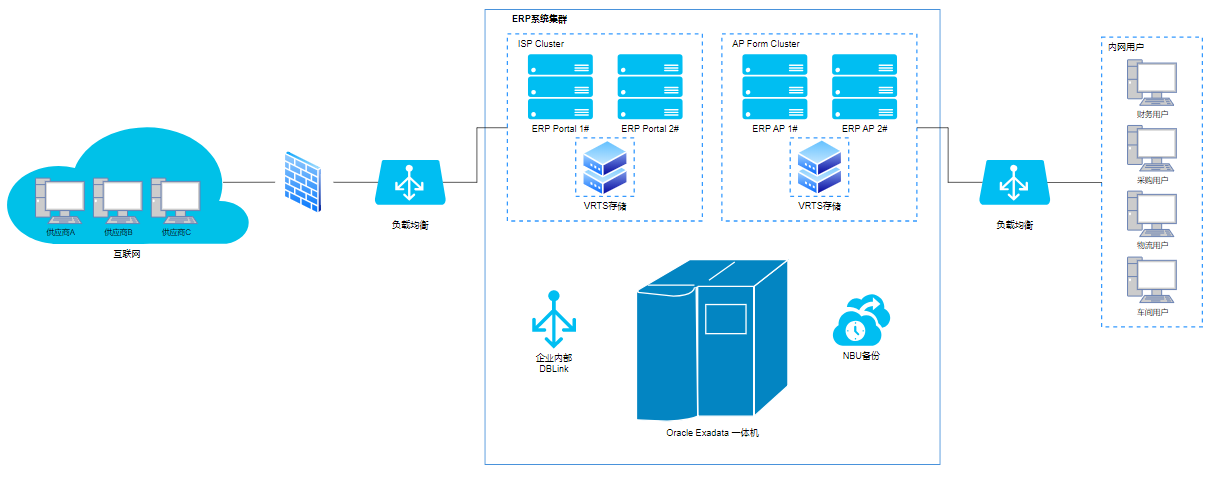 ERP系统集群
ISP Cluster
ERP Portal 1#
ERP Portal 2#
VRTS存储
AP Form Cluster
ERP AP 1#
ERP AP 2#
VRTS存储
供应商A
供应商B
供应商C
互联网
负载均衡
企业内部
DBLink
Oracle Exadata 一体机
NBU备份
负载均衡
内网用户
财务用户
采购用户
物流用户
车间用户